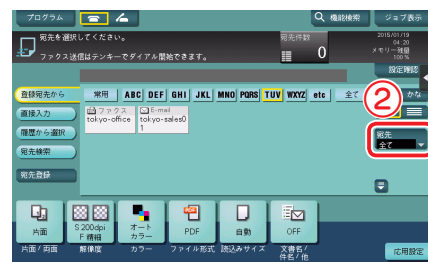 プログラム
機能検索
ジョブ表示
宛先を選択してください。
ファクス送信はテンキーでダイアル開始できます。
宛先件数
0
2015/01/19
04:20
メモリー残量
100 %
設定確認
登録宛先から
常用
ABC
DEF
GHI
JKL
MNO
PQRS
TUV
WXYZ
etc
全て
かな
②
直接入力
ファクス
tokyo-office
E-mail
tokyo-sales0
1
履歴から選択
宛先
全て
宛先検索
宛先登録
片面
S 200dpi
F 精細
オート
カラー
PDF
自動
OFF
片面/両面
解像度
カラー
ファイル形式
読込みサイズ
文書名/
件名/他
応用設定